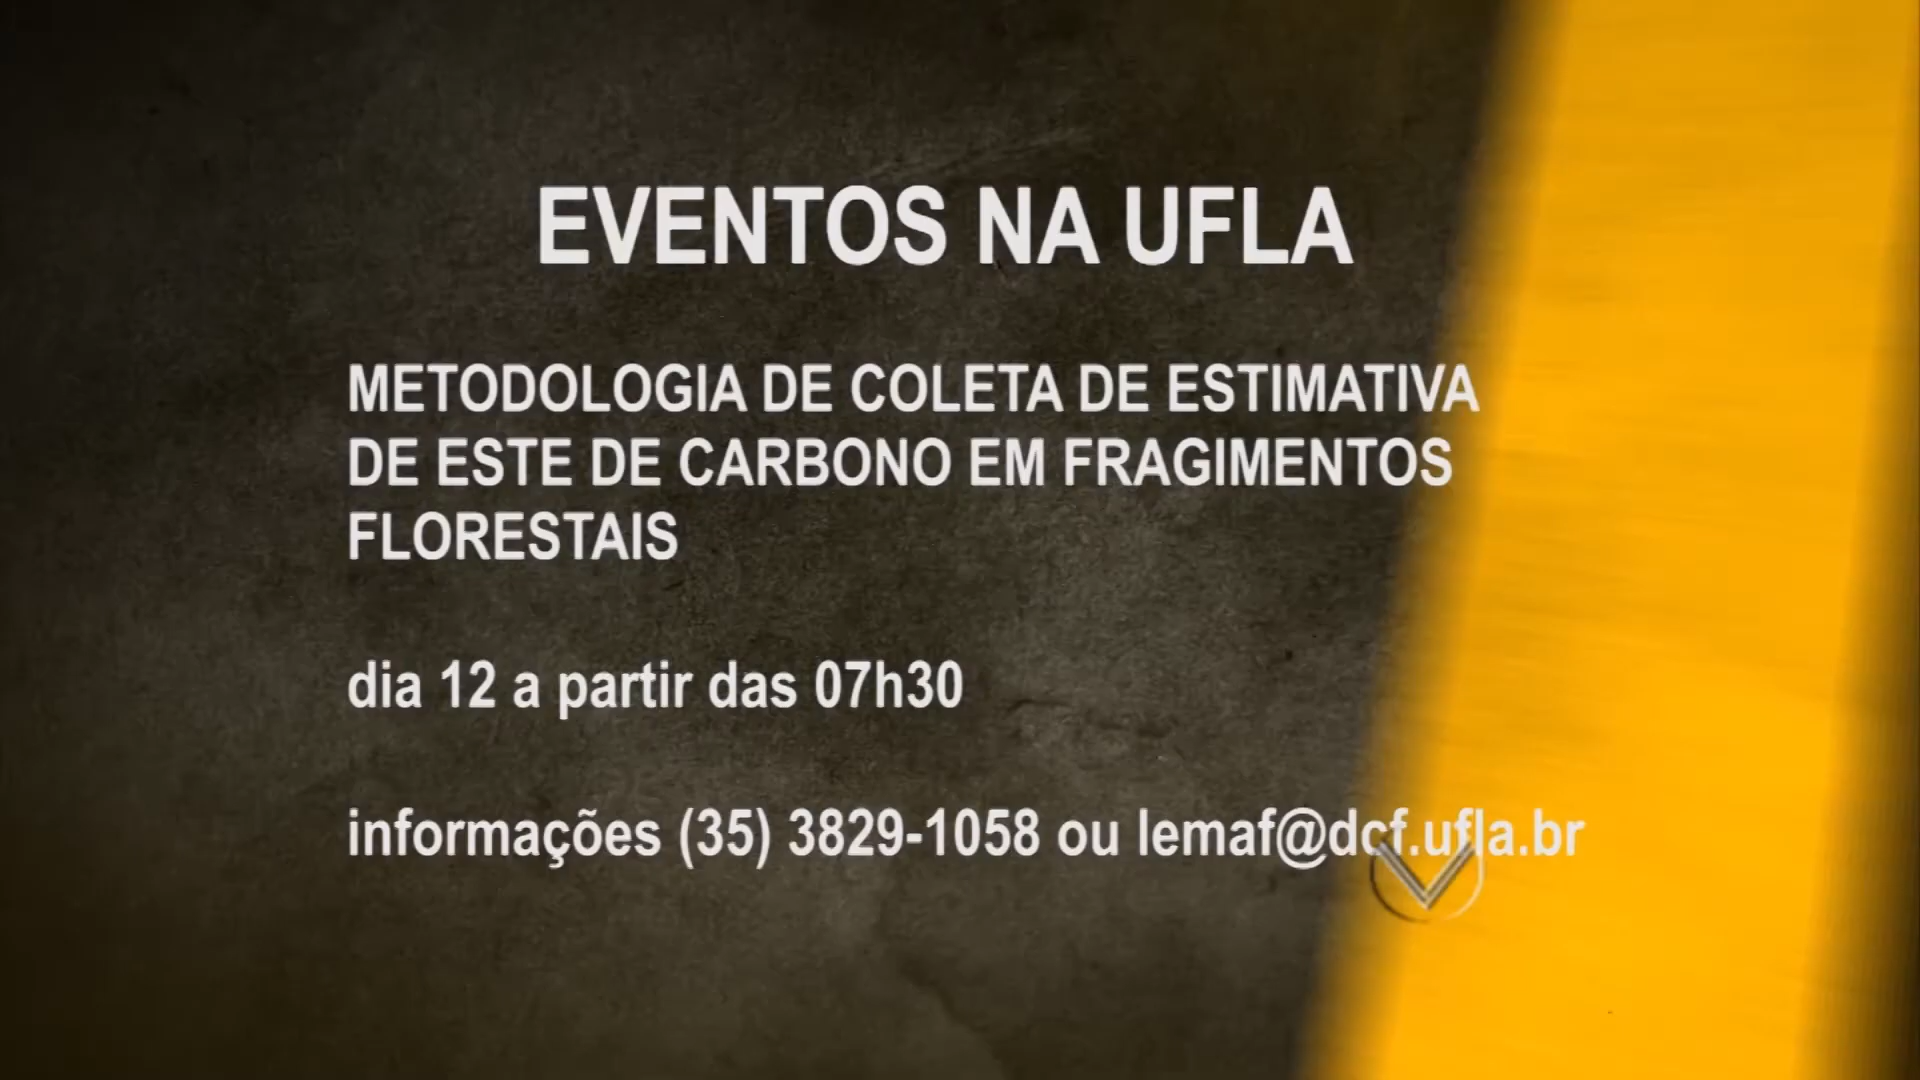 EVENTOS NA UFLA
METODOLOGIA DE COLETA DE ESTIMATIVA
DE ESTE DE CARBONO EM FRAGIMENTOS
FLORESTAIS
dia 12 a partir das 07h30
informações (35) 3829-1058 ou lemaf@dcf.ufla.br